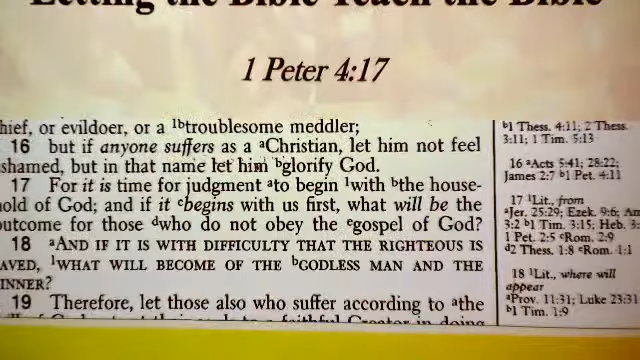 Letting the Bible Teach the Bible
1 Peter 4:17
hief, or evildoer, or a 1btroublesome meddler;
16 but if anyone suffers as a aChristian, let him not feel
shamed, but in that name let him bglorify God.
17 For it is time for judgment ato begin 1with bthe house-
old of God; and if it cbegins with us first, what will be the
utcome for those dwho do not obey the egospel of God?
18 aAND IF IT IS WITH DIFFICULTY THAT THE RIGHTEOUS IS
AVED, 1WHAT WILL BECOME OF THE bGODLESS MAN AND THE
INNER?
19 Therefore, let those also who suffer according to athe
faithful Creator in doing
b1 Thess. 4:11; 2 Thess.
3:11; 1 Tim. 5:13
16 aActs 5:41; 28:22;
James 2:7 b1 Pet. 4:11
17 1Lit., from
aJer. 25:29; Ezek. 9:6; Am
3:2 b1 Tim. 3:15; Heb. 3:
1 Pet. 2:5 cRom. 2:9
d2 Thess. 1:8 eRom. 1:1
18 1Lit., where will
appear
aProv. 11:31; Luke 23:31
b1 Tim. 1:9